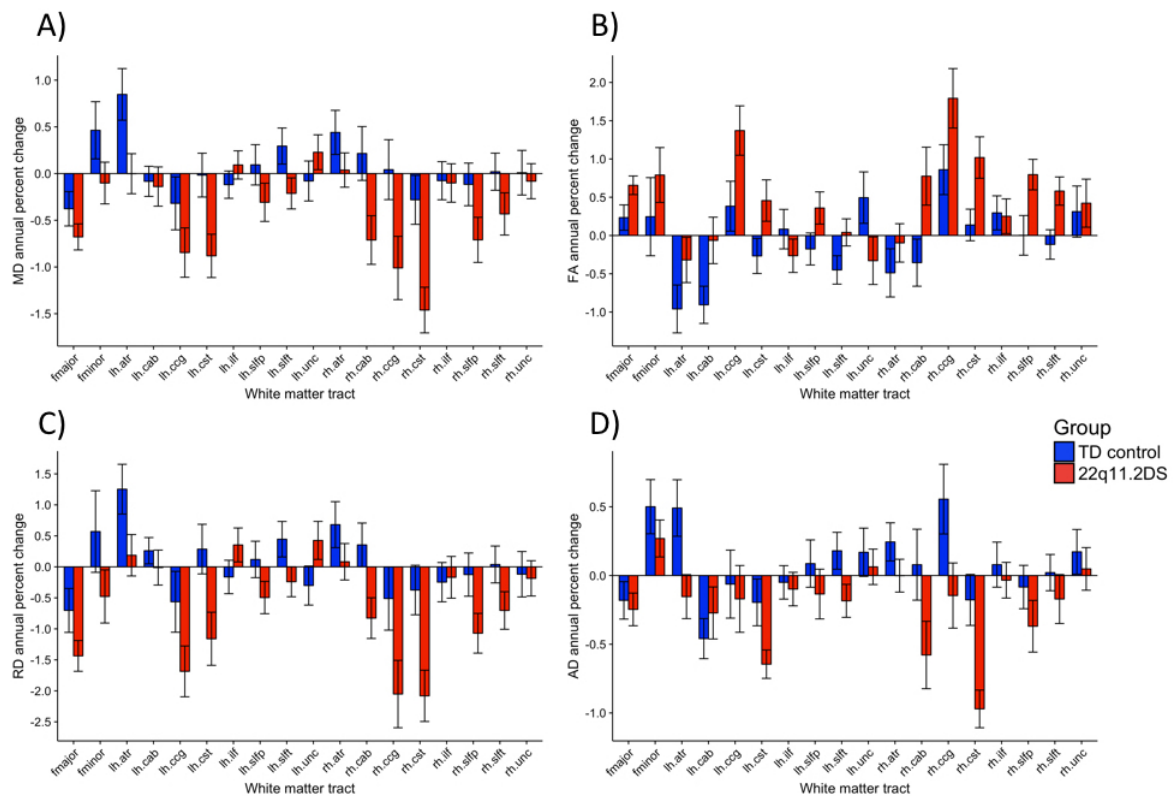 A)
MD annual percent change
1.0
0.5
0.0
-0.5
-1.0
-1.5
fmajor
fminor
lh.atr
lh.cab
lh.ccg
lh.cst
lh.ilf
lh.slfp
lh.slft
lh.unc
rh.atr
rh.cab
rh.ccg
rh.cst
rh.ilf
rh.slfp
rh.slft
rh.unc
White matter tract
B)
FA annual percent change
2.0
1.5
1.0
0.5
0.0
-0.5
-1.0
fmajor
fminor
lh.atr
lh.cab
lh.ccg
lh.cst
lh.ilf
lh.slfp
lh.slft
lh.unc
rh.atr
rh.cab
rh.ccg
rh.cst
rh.ilf
rh.slfp
rh.slft
rh.unc
White matter tract
C)
RD annual percent change
1.5
1.0
0.5
0.0
-0.5
-1.0
-1.5
-2.0
-2.5
fmajor
fminor
lh.atr
lh.cab
lh.ccg
lh.cst
lh.ilf
lh.slfp
lh.slft
lh.unc
rh.atr
rh.cab
rh.ccg
rh.cst
rh.ilf
rh.slfp
rh.slft
rh.unc
White matter tract
D)
AD annual percent change
0.5
0.0
-0.5
-1.0
fmajor
fminor
lh.atr
lh.cab
lh.ccg
lh.cst
lh.ilf
lh.slfp
lh.slft
lh.unc
rh.atr
rh.cab
rh.ccg
rh.cst
rh.ilf
rh.slfp
rh.slft
rh.unc
White matter tract
Group
TD control
22q11.2DS